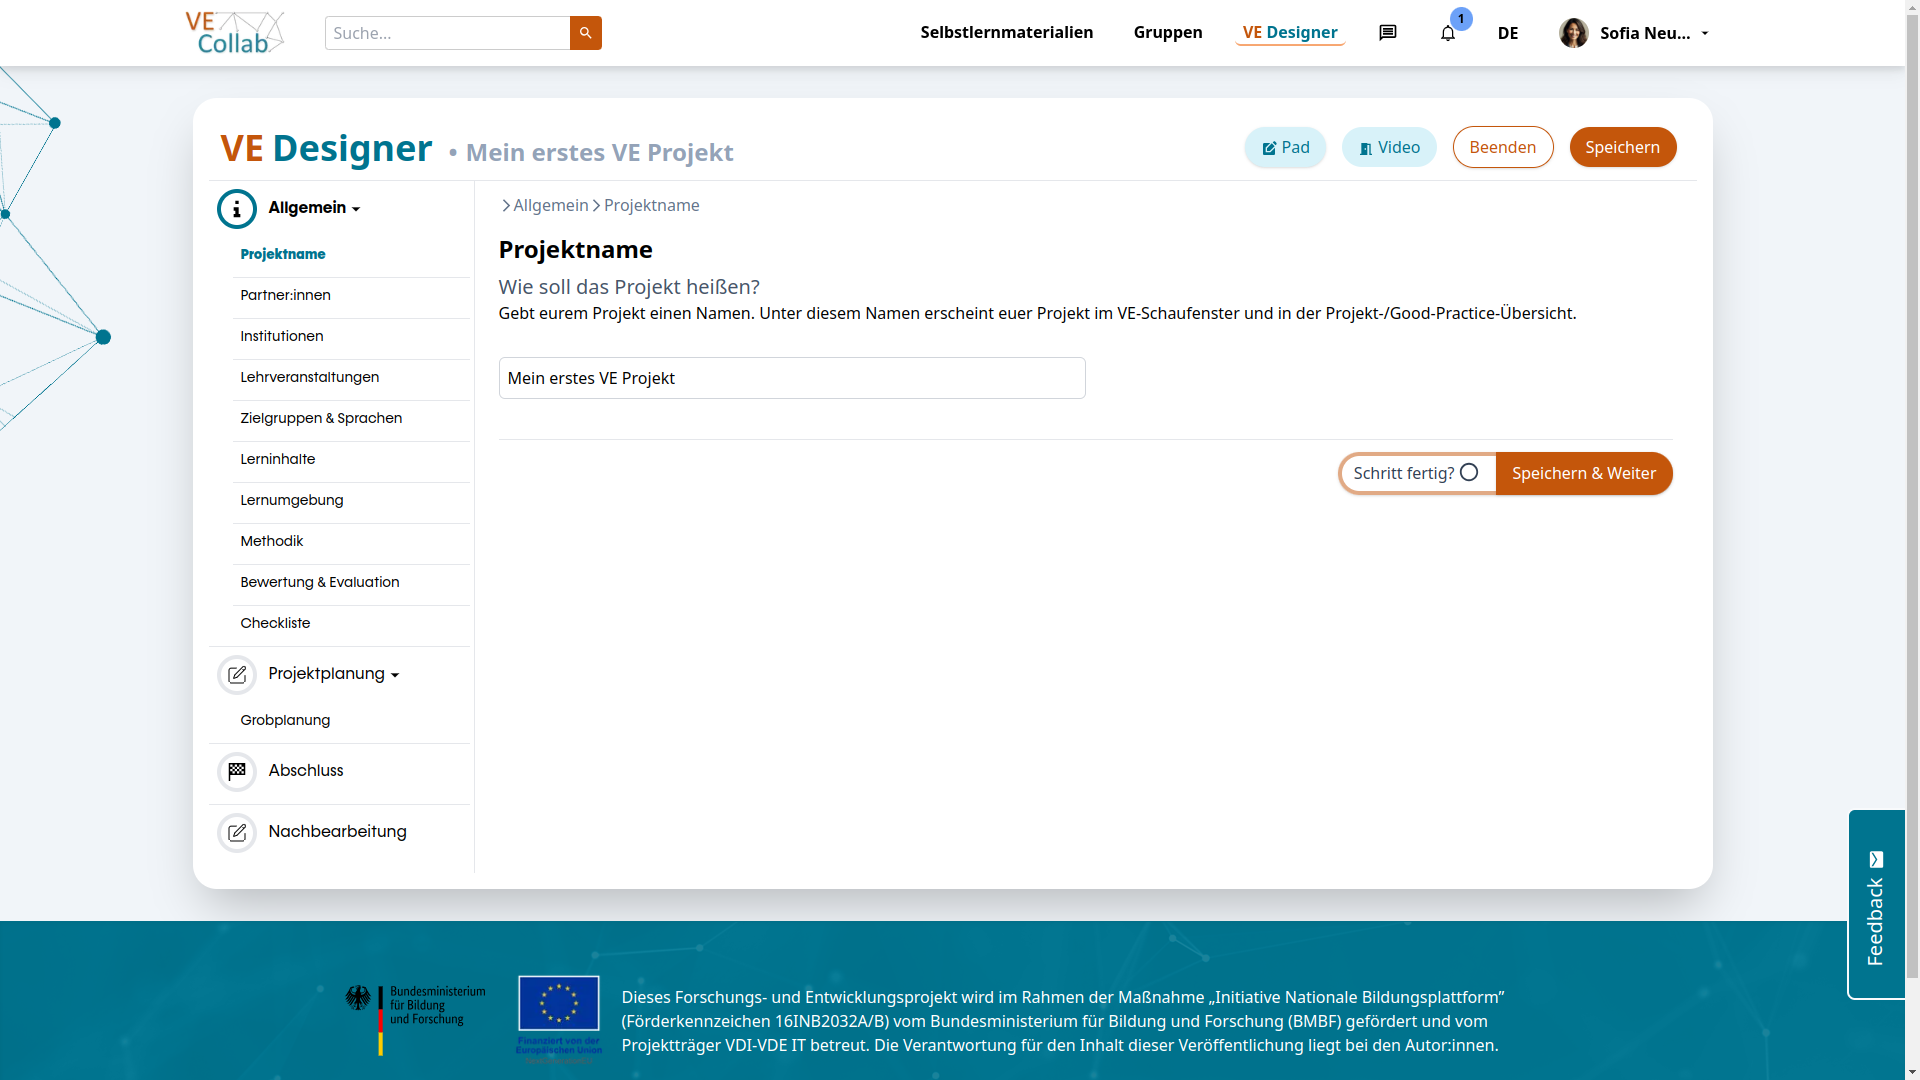 VE Collab
Suche...
Selbstlernmaterialien
Gruppen
VE Designer
1
DE
Sofia Neu...
VE Designer • Mein erstes VE Projekt
Pad
Video
Beenden
Speichern
Allgemein
Projektname
Partner:innen
Institutionen
Lehrveranstaltungen
Zielgruppen & Sprachen
Lerninhalte
Lernumgebung
Methodik
Bewertung & Evaluation
Checkliste
Projektplanung
Grobplanung
Abschluss
Nachbearbeitung
Allgemein
Projektname
Projektname
Wie soll das Projekt heißen?
Gebt eurem Projekt einen Namen. Unter diesem Namen erscheint euer Projekt im VE-Schaufenster und in der Projekt-/Good-Practice-Übersicht.
Mein erstes VE Projekt
Schritt fertig?
Speichern & Weiter
Feedback
Bundesministerium
für Bildung
und Forschung
Finanziert von der
Europäischen Union
Dieses Forschungs- und Entwicklungsprojekt wird im Rahmen der Maßnahme „Initiative Nationale Bildungsplattform”
(Förderkennzeichen 16INB2032A/B) vom Bundesministerium für Bildung und Forschung (BMBF) gefördert und vom
Projektträger VDI-VDE IT betreut. Die Verantwortung für den Inhalt dieser Veröffentlichung liegt bei den Autor:innen.